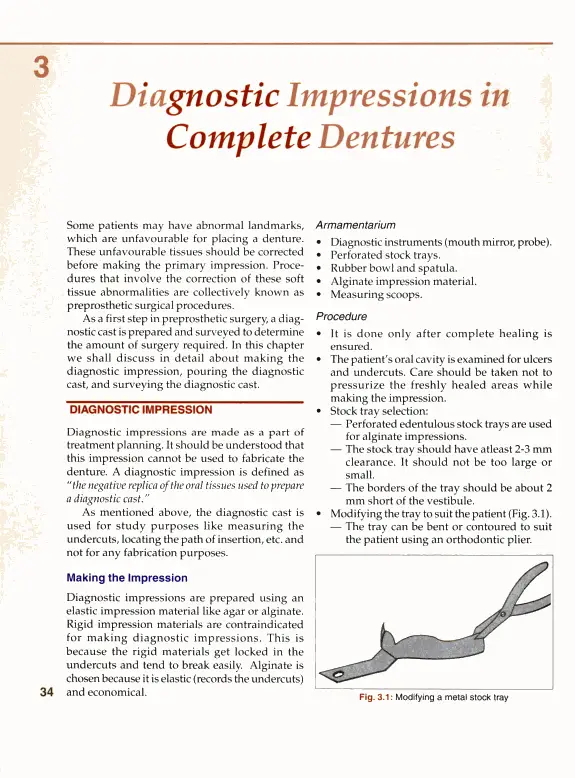 3
Diagnostic Impressions in
Complete Dentures
Some patients may have abnormal landmarks,
which are unfavourable for placing a denture.
These unfavourable tissues should be corrected
before making the primary impression. Proce-
dures that involve the correction of these soft
tissue abnormalities are collectively known as
preprosthetic surgical procedures.
As a first step in preprosthetic surgery, a diag-
nostic cast is prepared and surveyed to determine
the amount of surgery required. In this chapter
we shall discuss in detail about making the
diagnostic impression, pouring the diagnostic
cast, and surveying the diagnostic cast.
DIAGNOSTIC IMPRESSION
Diagnostic impressions are made as a part of
treatment planning. It should be understood that
this impression cannot be used to fabricate the
denture. A diagnostic impression is defined as
"the negative replica of the oral tissues used to prepare
a diagnostic cast."
As mentioned above, the diagnostic cast is
used for study purposes like measuring the
undercuts, locating the path of insertion, etc. and
not for any fabrication purposes.
Making the Impression
Diagnostic impressions are prepared using an
elastic impression material like agar or alginate.
Rigid impression materials are contraindicated
for making diagnostic impressions. This is
because the rigid materials get locked in the
undercuts and tend to break easily. Alginate is
chosen because it is elastic (records the undercuts)
and economical.
34
Armamentarium
• Diagnostic instruments (mouth mirror, probe).
• Perforated stock trays.
• Rubber bowl and spatula.
• Alginate impression material.
• Measuring scoops.
Procedure
• It is done only after complete healing is
ensured.
• The patient's oral cavity is examined for ulcers
and undercuts. Care should be taken not to
pressurize the freshly healed areas while
making the impression.
• Stock tray selection:
— Perforated edentulous stock trays are used
for alginate impressions.
— The stock tray should have atleast 2-3 mm
clearance. It should not be too large or
small.
— The borders of the tray should be about 2
mm short of the vestibule.
• Modifying the tray to suit the patient (Fig. 3.1).
— The tray can be bent or contoured to suit
the patient using an orthodontic plier.
Fig. 3.1: Modifying a metal stock tray